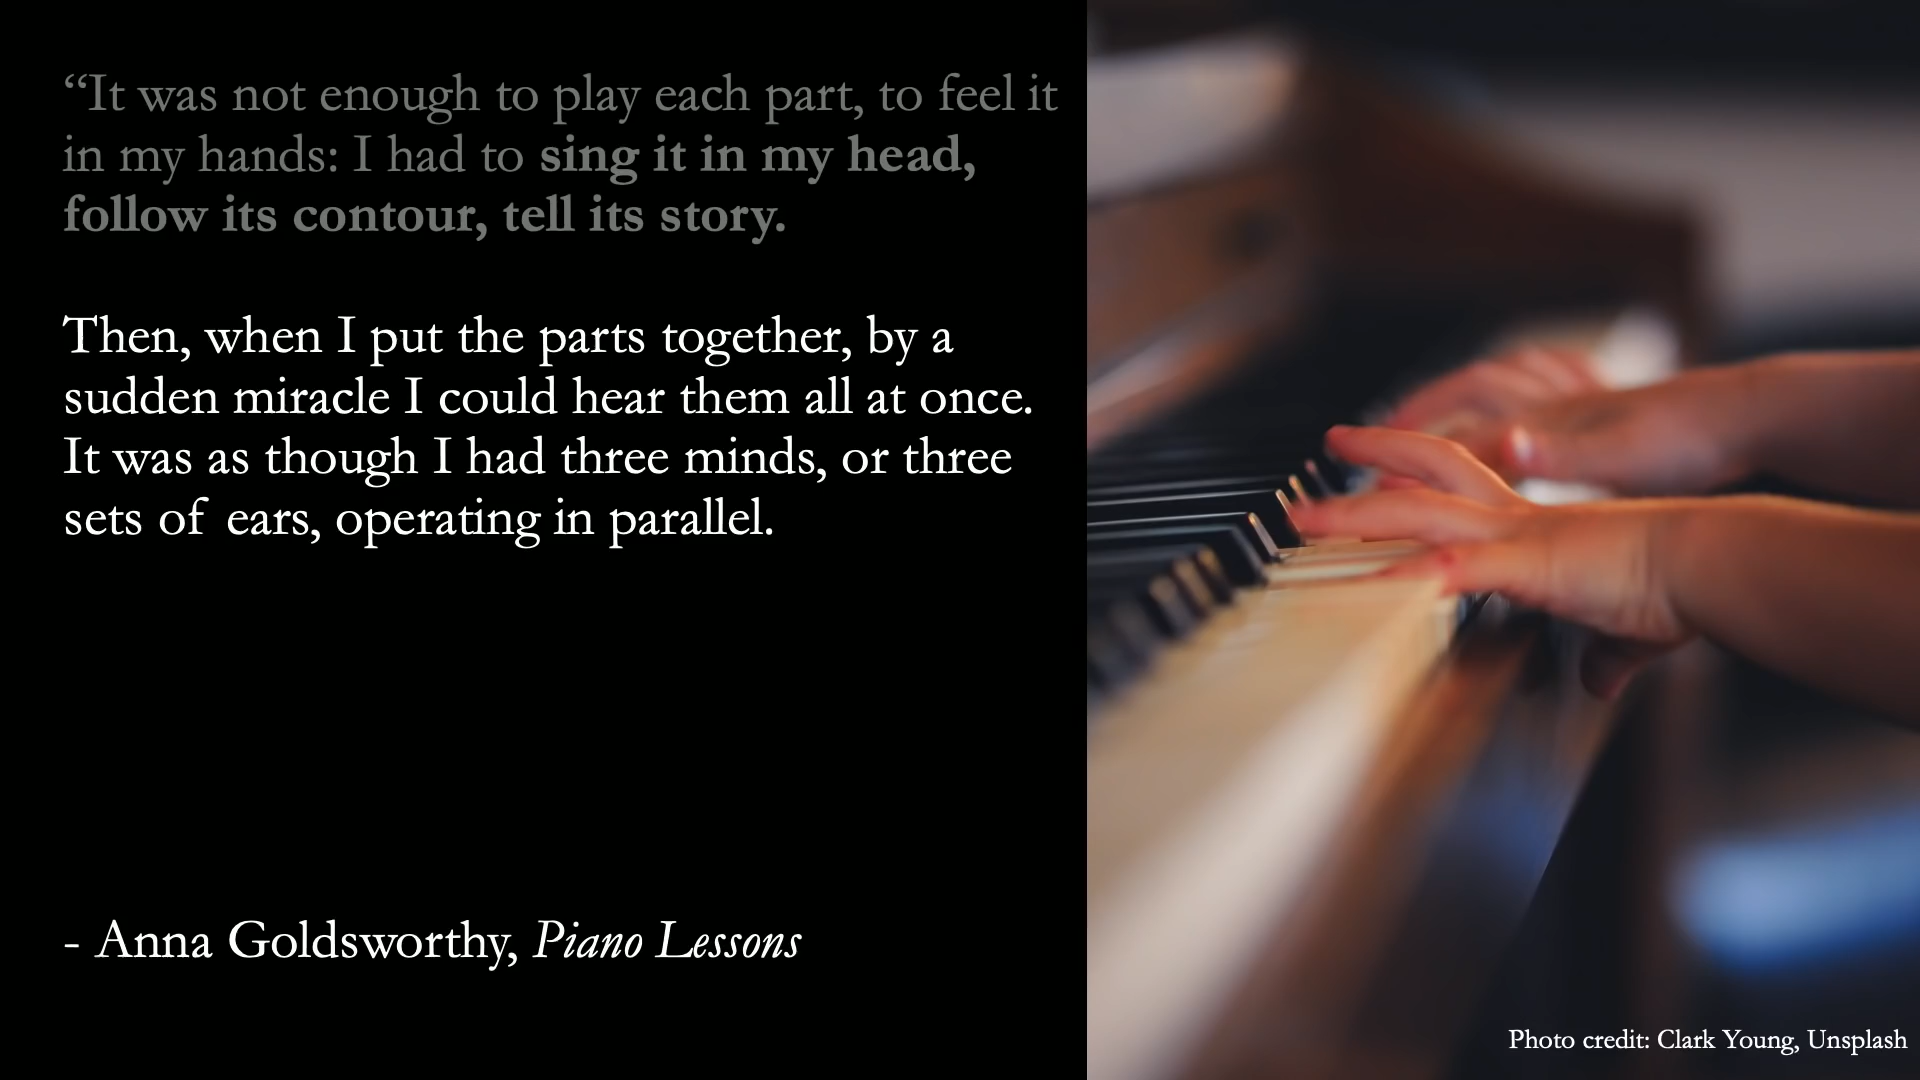 “It was not enough to play each part, to feel it
in my hands: I had to sing it in my head,
follow its contour, tell its story.
Then, when I put the parts together, by a
sudden miracle I could hear them all at once.
It was as though I had three minds, or three
sets of ears, operating in parallel.
- Anna Goldsworthy, Piano Lessons
Photo credit: Clark Young, Unsplash